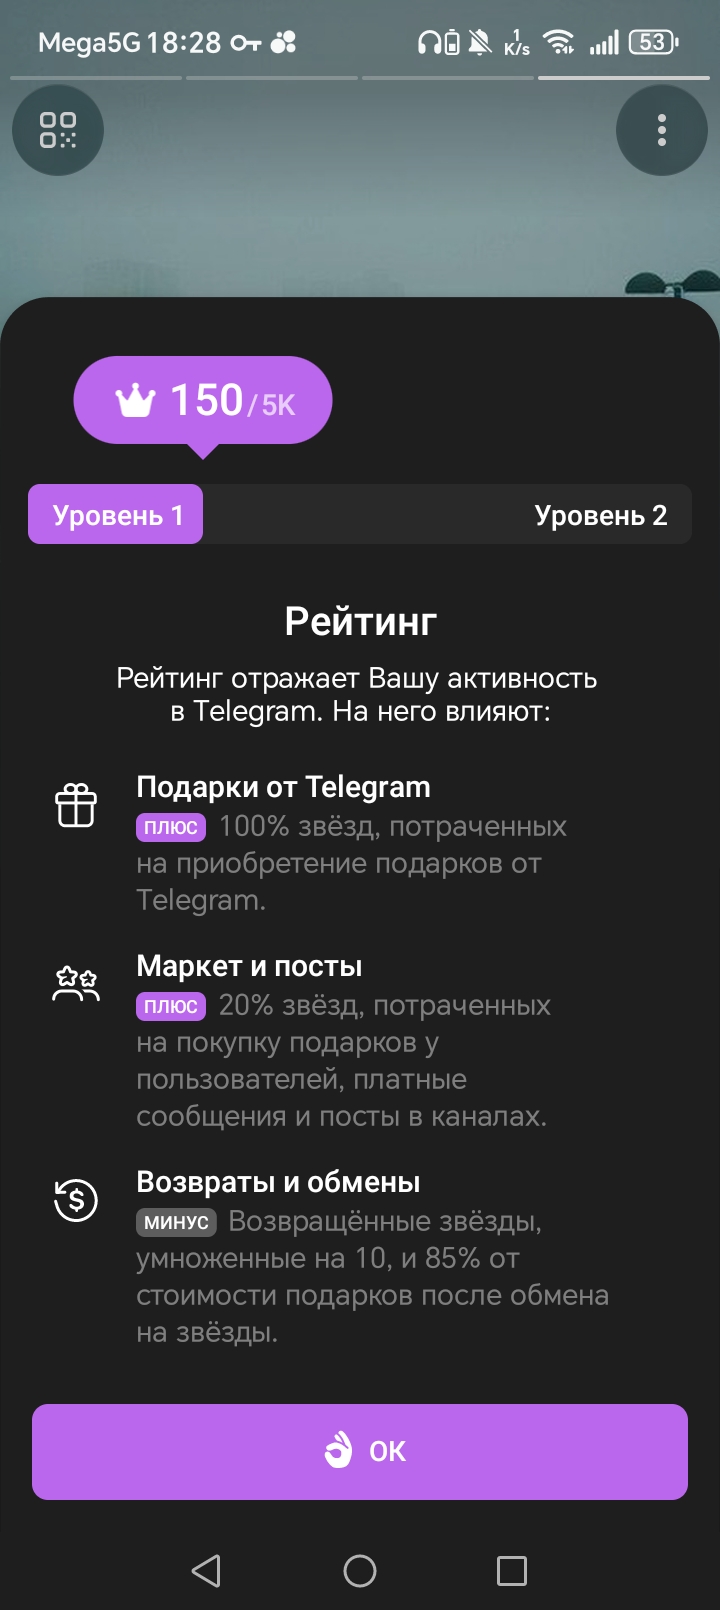 Mega5G 18:28 1 K/s 53
150/5K
Уровень 1 Уровень 2
Рейтинг
Рейтинг отражает Вашу активность
в Telegram. На него влияют:
Подарки от Telegram
ПЛЮС 100% звёзд, потраченных
на приобретение подарков от
Telegram.
Маркет и посты
ПЛЮС 20% звёзд, потраченных
на покупку подарков у
пользователей, платные
сообщения и посты в каналах.
Возвраты и обмены
МИНУС Возвращённые звёзды,
умноженные на 10, и 85% от
стоимости подарков после обмена
на звёзды.
ОК